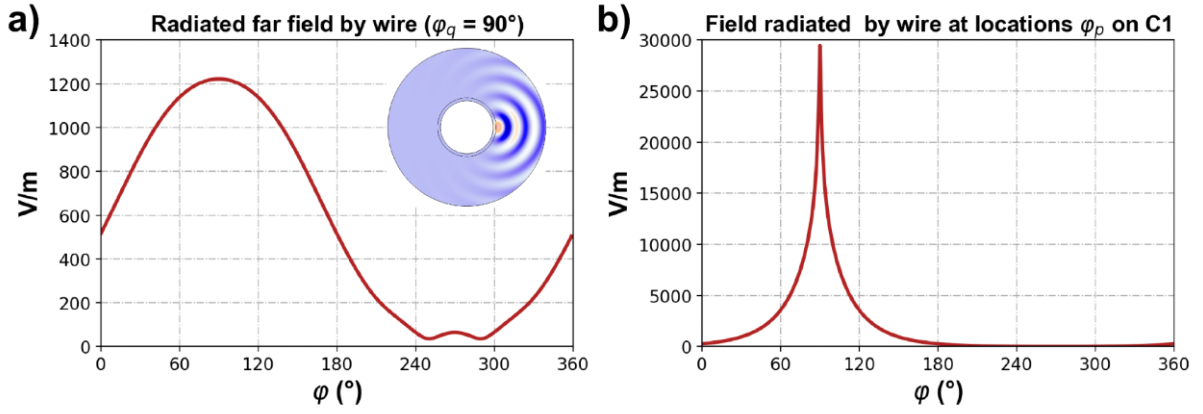 a)
Radiated far field by wire (φq = 90°)
V/m
1400
1200
1000
800
600
400
200
0
0 60 120 180 240 300 360
φ (°)
b)
Field radiated by wire at locations φp on C1
V/m
30000
25000
20000
15000
10000
5000
0
0 60 120 180 240 300 360
φ (°)